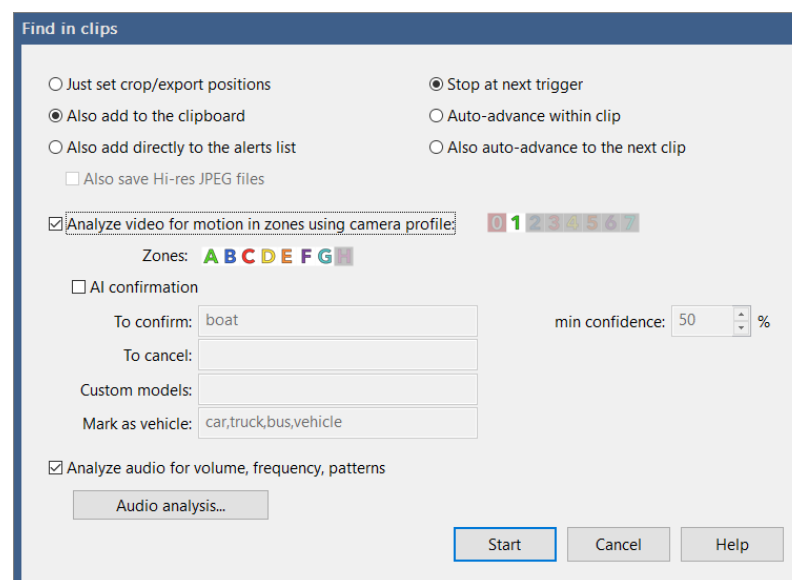 Find in clips
Just set crop/export positions
Stop at next trigger
Also add to the clipboard
Auto-advance within clip
Also add directly to the alerts list
Also auto-advance to the next clip
Also save Hi-res JPEG files
Analyze video for motion in zones using camera profile: 0 1 2 3 4 5 6 7
Zones: A B C D E F G H
AI confirmation
To confirm: boat
min confidence: 50 %
To cancel:
Custom models:
Mark as vehicle: car,truck,bus,vehicle
Analyze audio for volume, frequency, patterns
Audio analysis...
Start Cancel Help